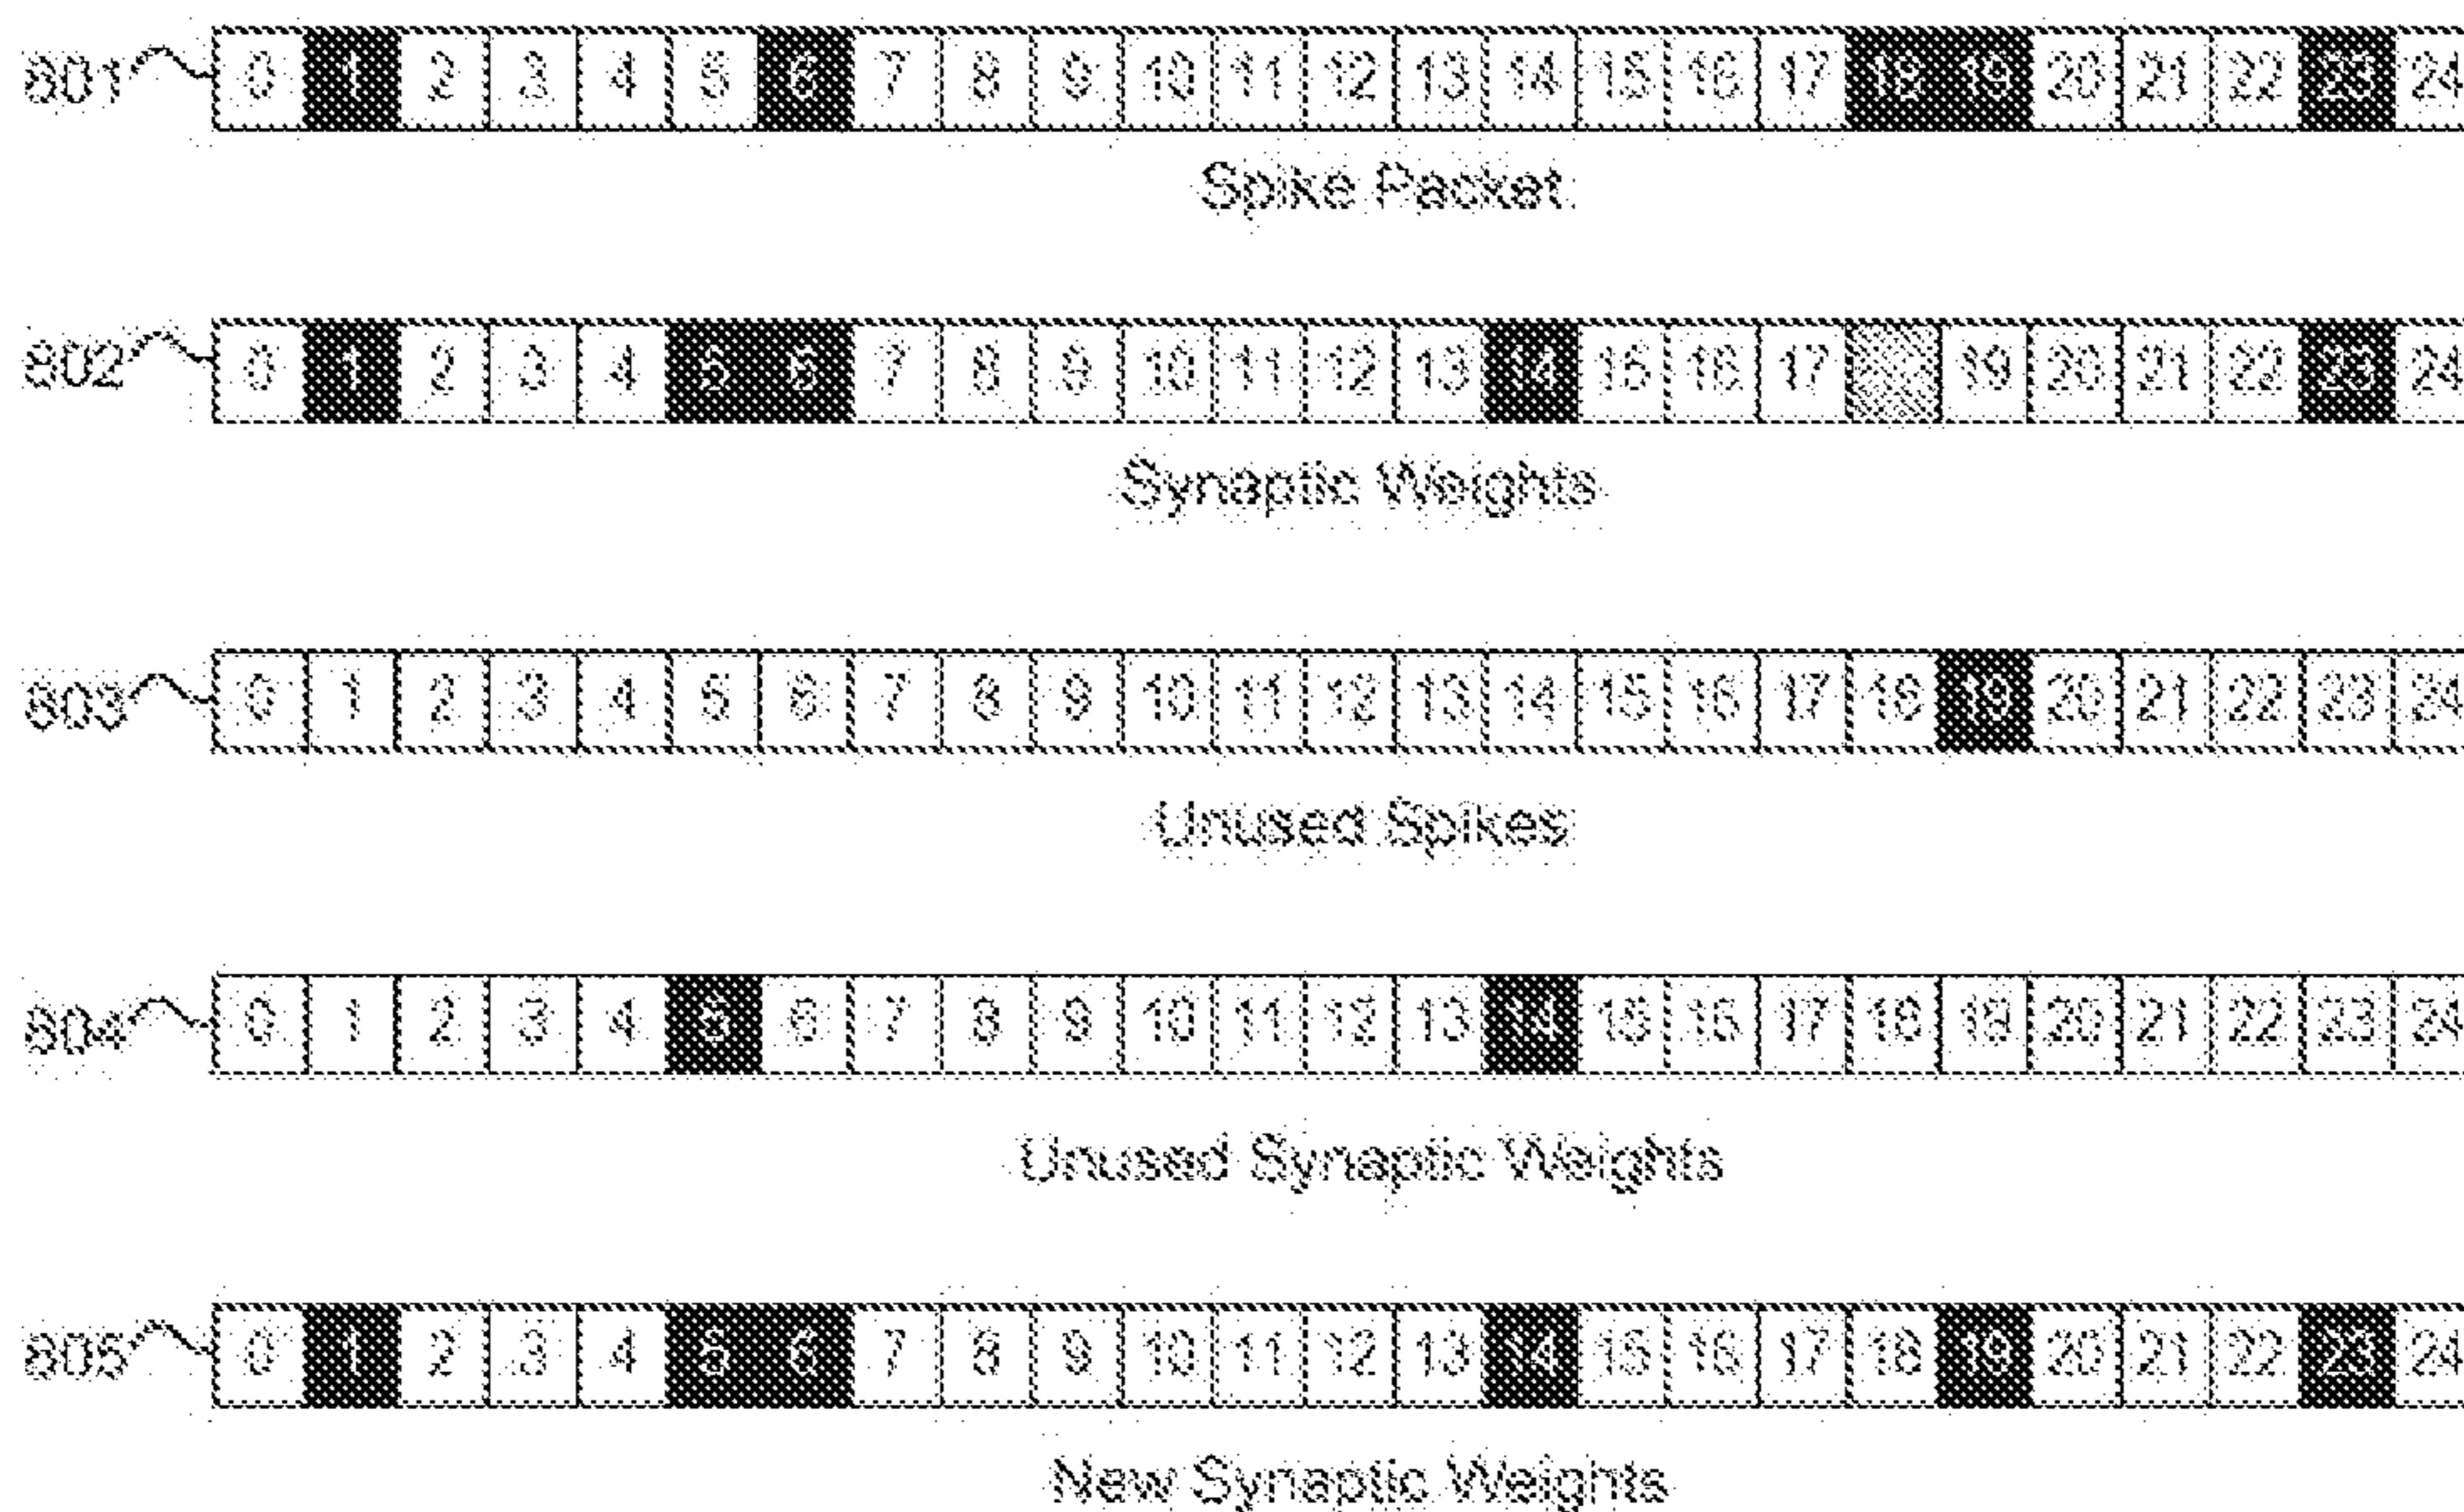 801 0 1 2 3 4 5 6 7 8 9 10 11 12 13 14 15 16 17 18 19 20 21 22 23 24
Spike Packet
802 0 1 2 3 4 5 6 7 8 9 10 11 12 13 14 15 16 17 19 20 21 22 23 24
Synaptic Weights
803 0 1 2 3 4 5 6 7 8 9 10 11 12 13 14 15 16 17 18 19 20 21 22 23 24
Unused Spikes
804 0 1 2 3 4 5 6 7 8 9 10 11 12 13 14 15 16 17 18 19 20 21 22 23 24
Unused Synaptic Weights
805 0 1 2 3 4 5 6 7 8 9 10 11 12 13 14 15 16 17 18 19 20 21 22 23 24
New Synaptic Weights